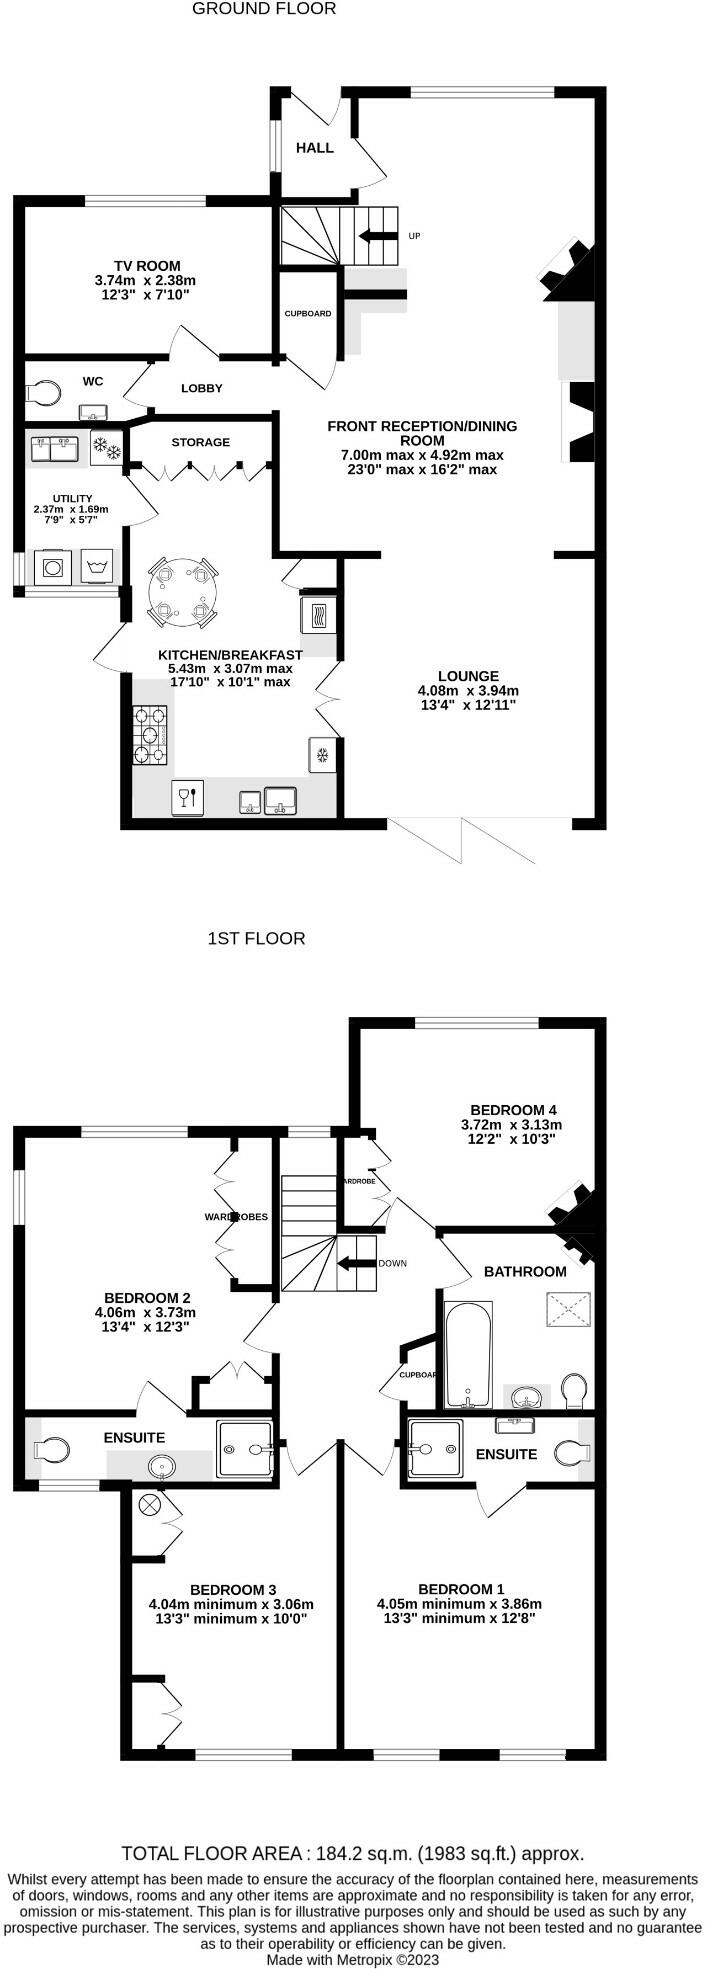 GROUND FLOOR
HALL
UP
TV ROOM
3.74m x 2.38m
12'3" x 7'10"
CUPBOARD
WC
LOBBY
FRONT RECEPTION/DINING
ROOM
7.00m max x 4.92m max
23'0" max x 16'2" max
STORAGE
UTILITY
2.37m x 1.69m
7'9" x 5'7"
KITCHEN/BREAKFAST
5.43m x 3.07m max
17'10" x 10'1" max
LOUNGE
4.08m x 3.94m
13'4" x 12'11"
1ST FLOOR
BEDROOM 4
3.72m x 3.13m
12'2" x 10'3"
ARDROBE
WARDROBES
DOWN
BATHROOM
BEDROOM 2
4.06m x 3.73m
13'4" x 12'3"
CUPBOAR
ENSUITE
ENSUITE
BEDROOM 3
4.04m minimum x 3.06m
13'3" minimum x 10'0"
BEDROOM 1
4.05m minimum x 3.86m
13'3" minimum x 12'8"
TOTAL FLOOR AREA : 184.2 sq.m. (1983 sq.ft.) approx.
Whilst every attempt has been made to ensure the accuracy of the floorplan contained here, measurements
of doors, windows, rooms and any other items are approximate and no responsibility is taken for any error,
omission or mis-statement. This plan is for illustrative purposes only and should be used as such by any
prospective purchaser. The services, systems and appliances shown have not been tested and no guarantee
as to their operability or efficiency can be given.
Made with Metropix ©2023